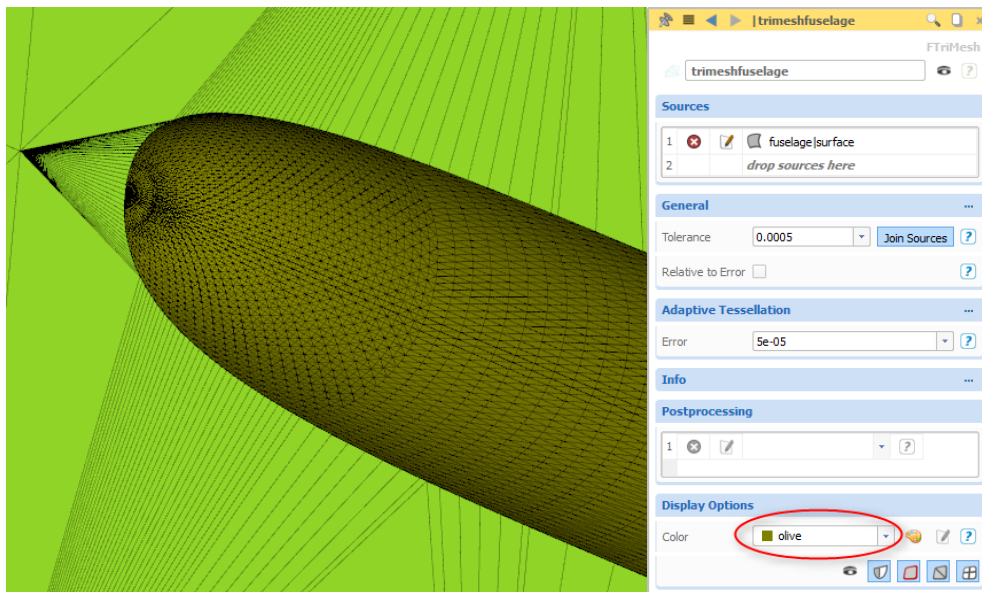 |trimeshfuselage
FTriMesh
trimeshfuselage
?
Sources
1 fuselage|surface
2 drop sources here
General ...
Tolerance 0.0005 Join Sources ?
Relative to Error ?
Adaptive Tessellation ...
Error 5e-05 ?
Info ...
Postprocessing
1 ?
Display Options
Color olive ?